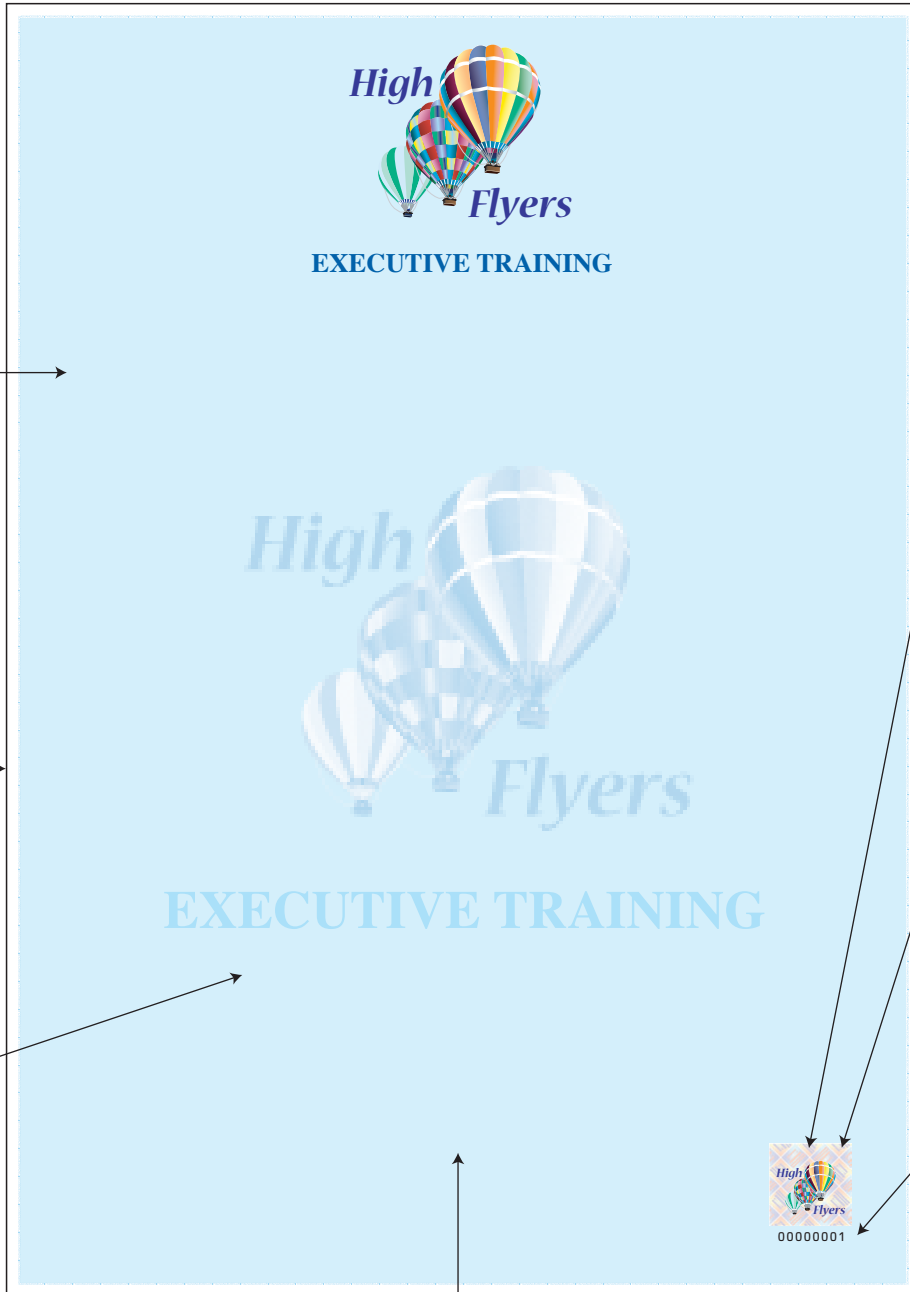 High
Flyers
EXECUTIVE TRAINING
High
Flyers
EXECUTIVE TRAINING
High
Flyers
00000001